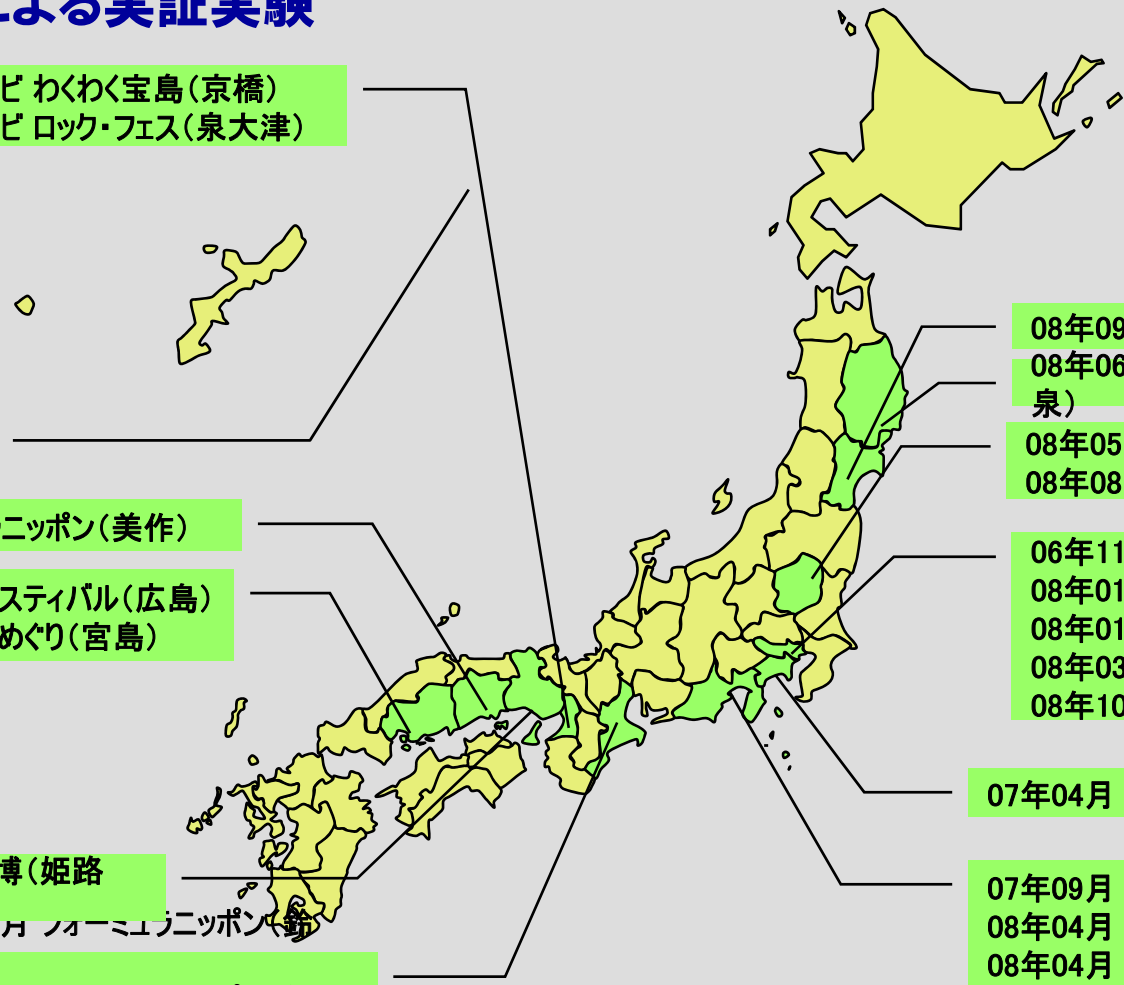 による実証実験
ビ わくわく宝島（京橋）
ビ ロック・フェス（泉大津）
08年09
08年06
泉）
08年05
08年08
ニッポン（美作）
06年11
08年01
08年01
08年03
08年10
スティバル（広島）
めぐり（宮島）
07年04月
博（姫路
月 フォーミュラニッポン（鈴
07年09月
08年04月
08年04月